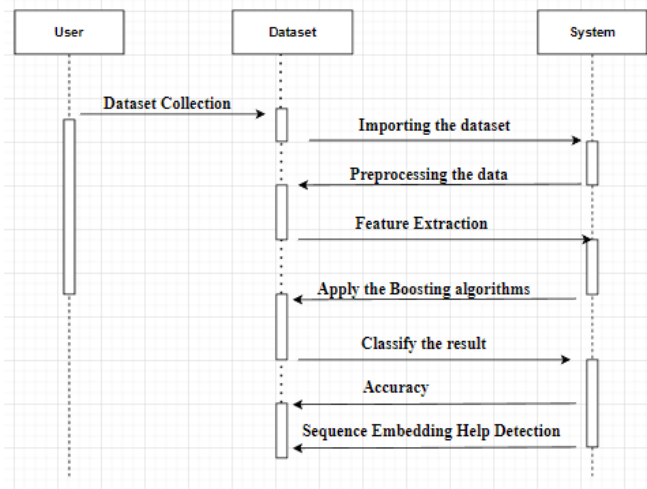 User
Dataset
System
Dataset Collection
Importing the dataset
Preprocessing the data
Feature Extraction
Apply the Boosting algorithms
Classify the result
Accuracy
Sequence Embedding Help Detection